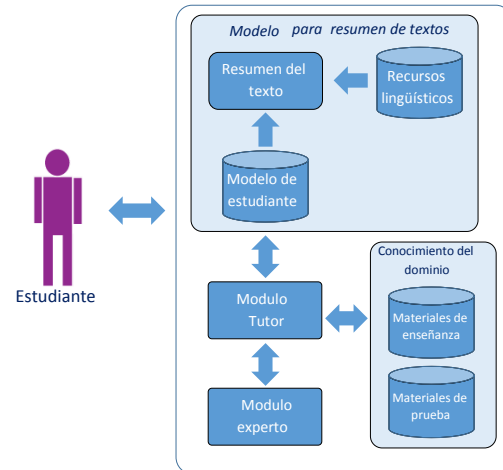 Modelo para resumen de textos
Resumen del
texto
Recursos
lingüísticos
Modelo de
estudiante
Estudiante
Modulo
Tutor
Conocimiento del
dominio
Materiales de
enseñanza
Materiales de
prueba
Modulo
experto